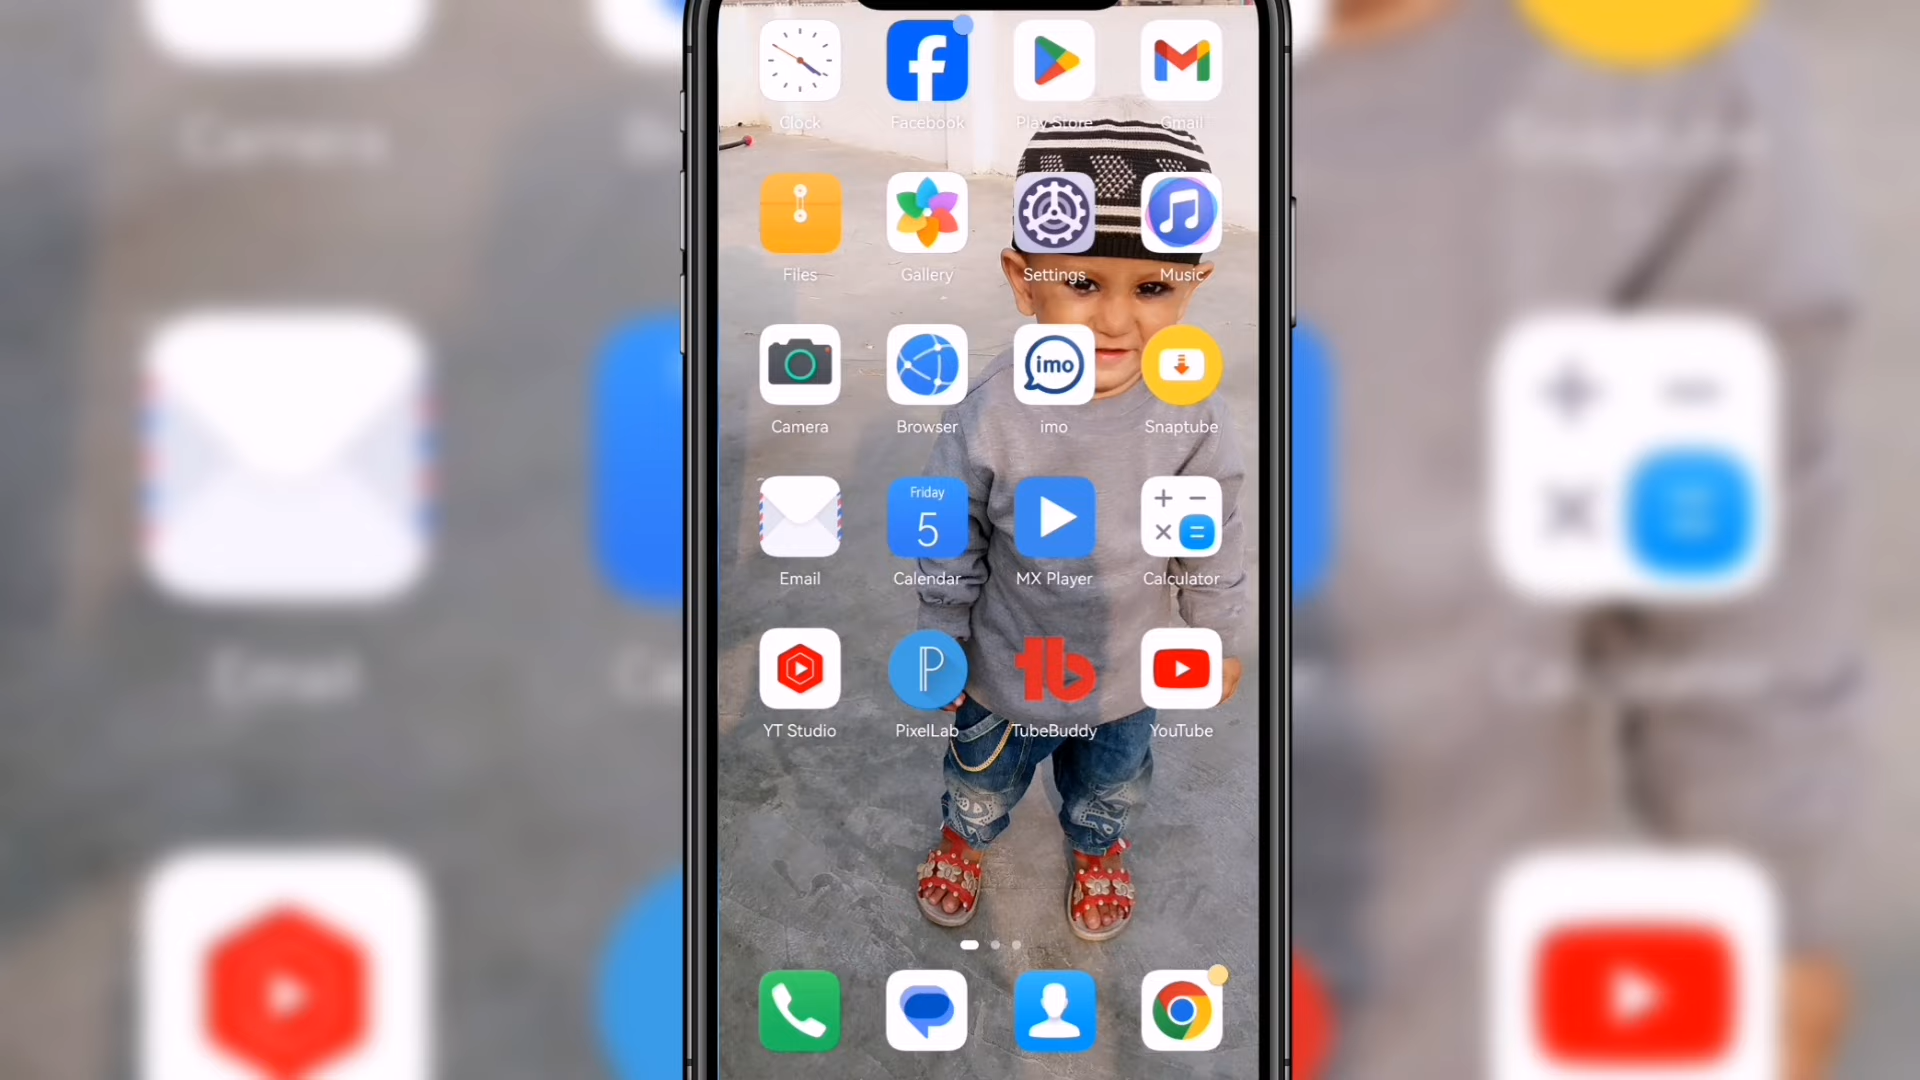 Clock Facebook Play Store Gmail
Files Gallery Settings Music
imo
Camera Browser imo Snaptube
Friday
5
Email Calendar MX Player Calculator
P tb
YT Studio PixelLab TubeBuddy YouTube